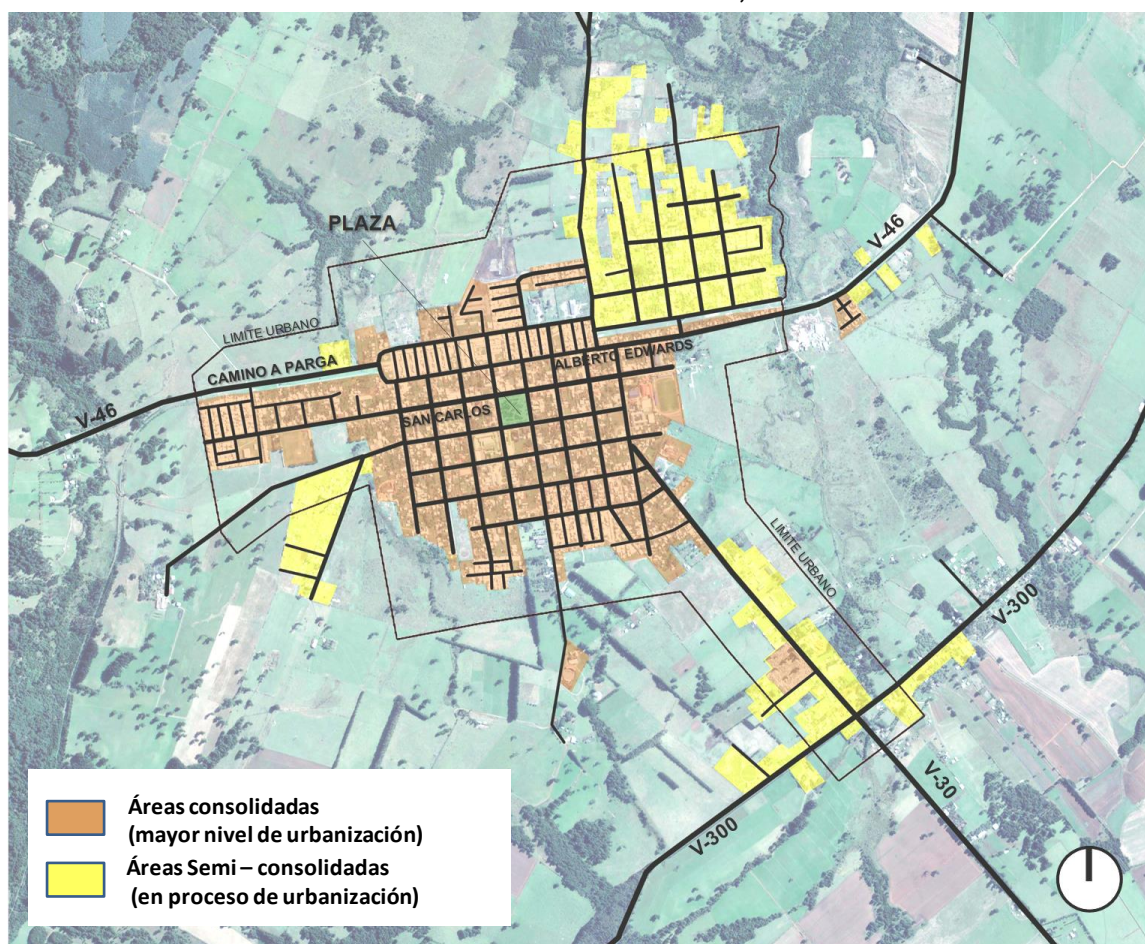 PLAZA
V-46
LIMITE URBANO
CAMINO A PARGA
ALBERTO EDWARDS
SAN CARLOS
V-46
LIMITE URBANO
V-300
V-30
V-300
Áreas consolidadas
(mayor nivel de urbanización)
Áreas Semi – consolidadas
(en proceso de urbanización)